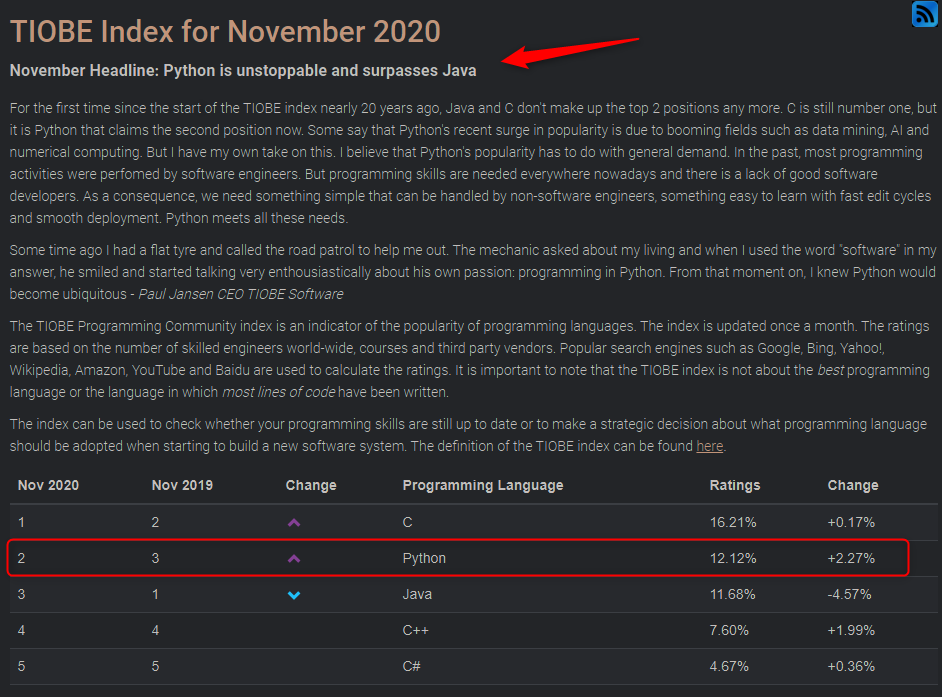 TIOBE Index for November 2020
November Headline: Python is unstoppable and surpasses Java
For the first time since the start of the TIOBE index nearly 20 years ago, Java and C don't make up the top 2 positions any more. C is still number one, but
it is Python that claims the second position now. Some say that Python's recent surge in popularity is due to booming fields such as data mining, AI and
numerical computing. But I have my own take on this. I believe that Python's popularity has to do with general demand. In the past, most programming
activities were perfomed by software engineers. But programming skills are needed everywhere nowadays and there is a lack of good software
developers. As a consequence, we need something simple that can be handled by non-software engineers, something easy to learn with fast edit cycles
and smooth deployment. Python meets all these needs.
Some time ago I had a flat tyre and called the road patrol to help me out. The mechanic asked about my living and when I used the word "software" in my
answer, he smiled and started talking very enthousiastically about his own passion: programming in Python. From that moment on, I knew Python would
become ubiquitous - Paul Jansen CEO TIOBE Software
The TIOBE Programming Community index is an indicator of the popularity of programming languages. The index is updated once a month. The ratings
are based on the number of skilled engineers world-wide, courses and third party vendors. Popular search engines such as Google, Bing, Yahoo!,
Wikipedia, Amazon, YouTube and Baidu are used to calculate the ratings. It is important to note that the TIOBE index is not about the best programming
language or the language in which most lines of code have been written.
The index can be used to check whether your programming skills are still up to date or to make a strategic decision about what programming language
should be adopted when starting to build a new software system. The definition of the TIOBE index can be found here.
Nov 2020 Nov 2019 Change Programming Language Ratings Change
1 2 C 16.21% +0.17%
2 3 Python 12.12% +2.27%
3 1 Java 11.68% -4.57%
4 4 C++ 7.60% +1.99%
5 5 C# 4.67% +0.36%